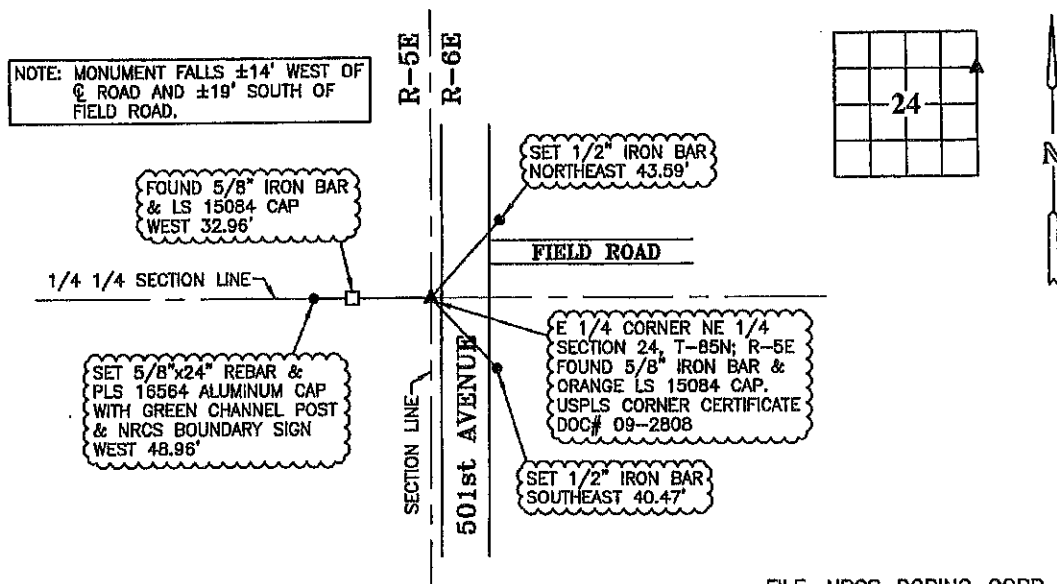 NOTE: MONUMENT FALLS ±14' WEST OF
℄ ROAD AND ±19' SOUTH OF
FIELD ROAD.
R-5E
R-6E
24
N
SET 1/2" IRON BAR
NORTHEAST 43.59'
FOUND 5/8" IRON BAR
& LS 15084 CAP
WEST 32.96'
FIELD ROAD
1/4 1/4 SECTION LINE
E 1/4 CORNER NE 1/4
SECTION 24, T-85N; R-5E
FOUND 5/8" IRON BAR &
ORANGE LS 15084 CAP.
USPLS CORNER CERTIFICATE
DOC# 09-2808
SET 5/8"x24" REBAR &
PLS 16564 ALUMINUM CAP
WITH GREEN CHANNEL POST
& NRCS BOUNDARY SIGN
WEST 48.96'
SECTION LINE
501st AVENUE
SET 1/2" IRON BAR
SOUTHEAST 40.47'